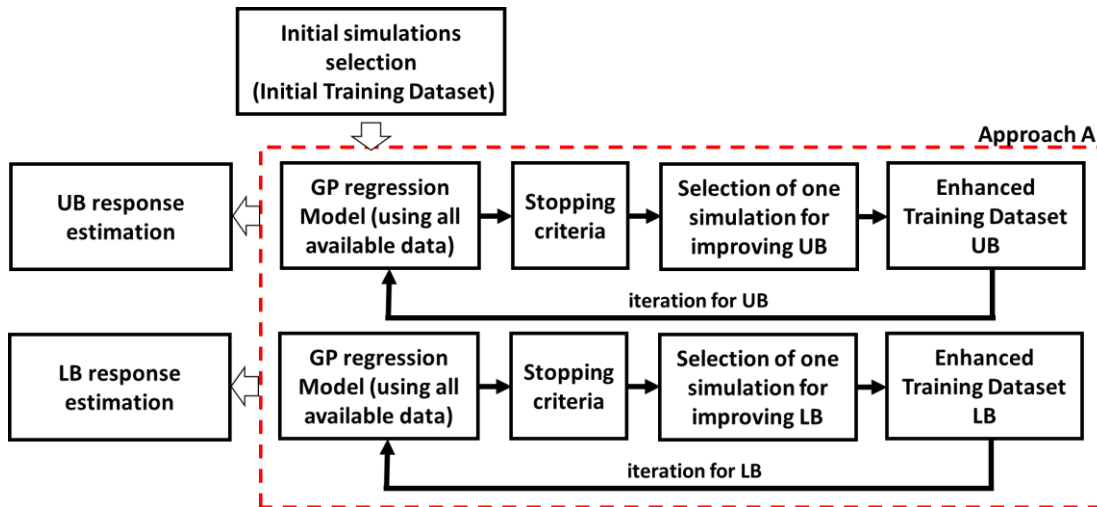 Initial simulations
selection
(Initial Training Dataset)
Approach A
UB response
estimation
GP regression
Model (using all
available data)
Stopping
criteria
Selection of one
simulation for
improving UB
Enhanced
Training Dataset
UB
iteration for UB
LB response
estimation
GP regression
Model (using all
available data)
Stopping
criteria
Selection of one
simulation for
improving LB
Enhanced
Training Dataset
LB
iteration for LB